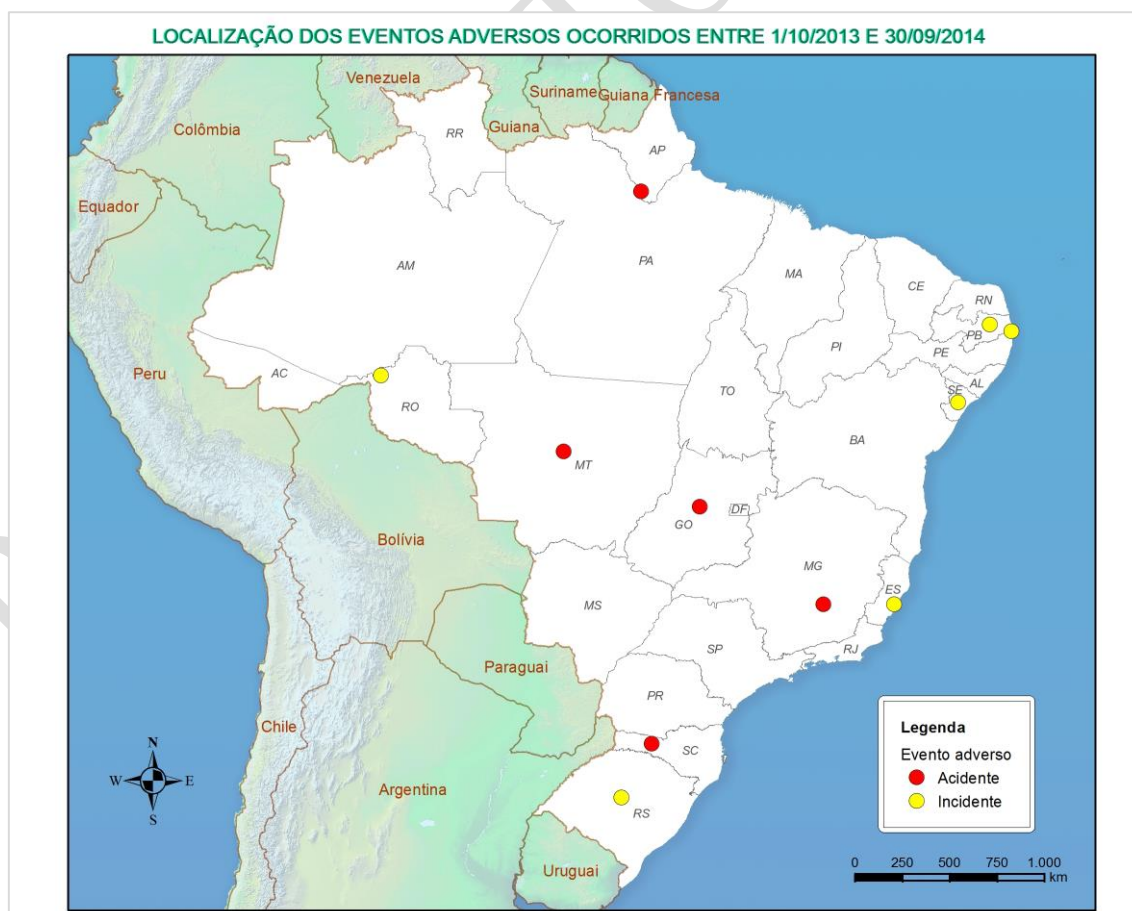 LOCALIZAÇÃO DOS EVENTOS ADVERSOS OCORRIDOS ENTRE 1/10/2013 E 30/09/2014
Venezuela
Suriname
Guiana Francesa
Colômbia
Guiana
RR
AP
Equador
AM
PA
MA
CE
RN
PB
PI
PE
Peru
AC
TO
AL
SE
RO
BA
MT
DF
GO
Bolívia
MG
ES
MS
SP
RJ
Paraguai
PR
Chile
SC
Argentina
RS
Uruguai
N
W
E
S
Legenda
Evento adverso
Acidente
Incidente
0 250 500 750 1.000
km